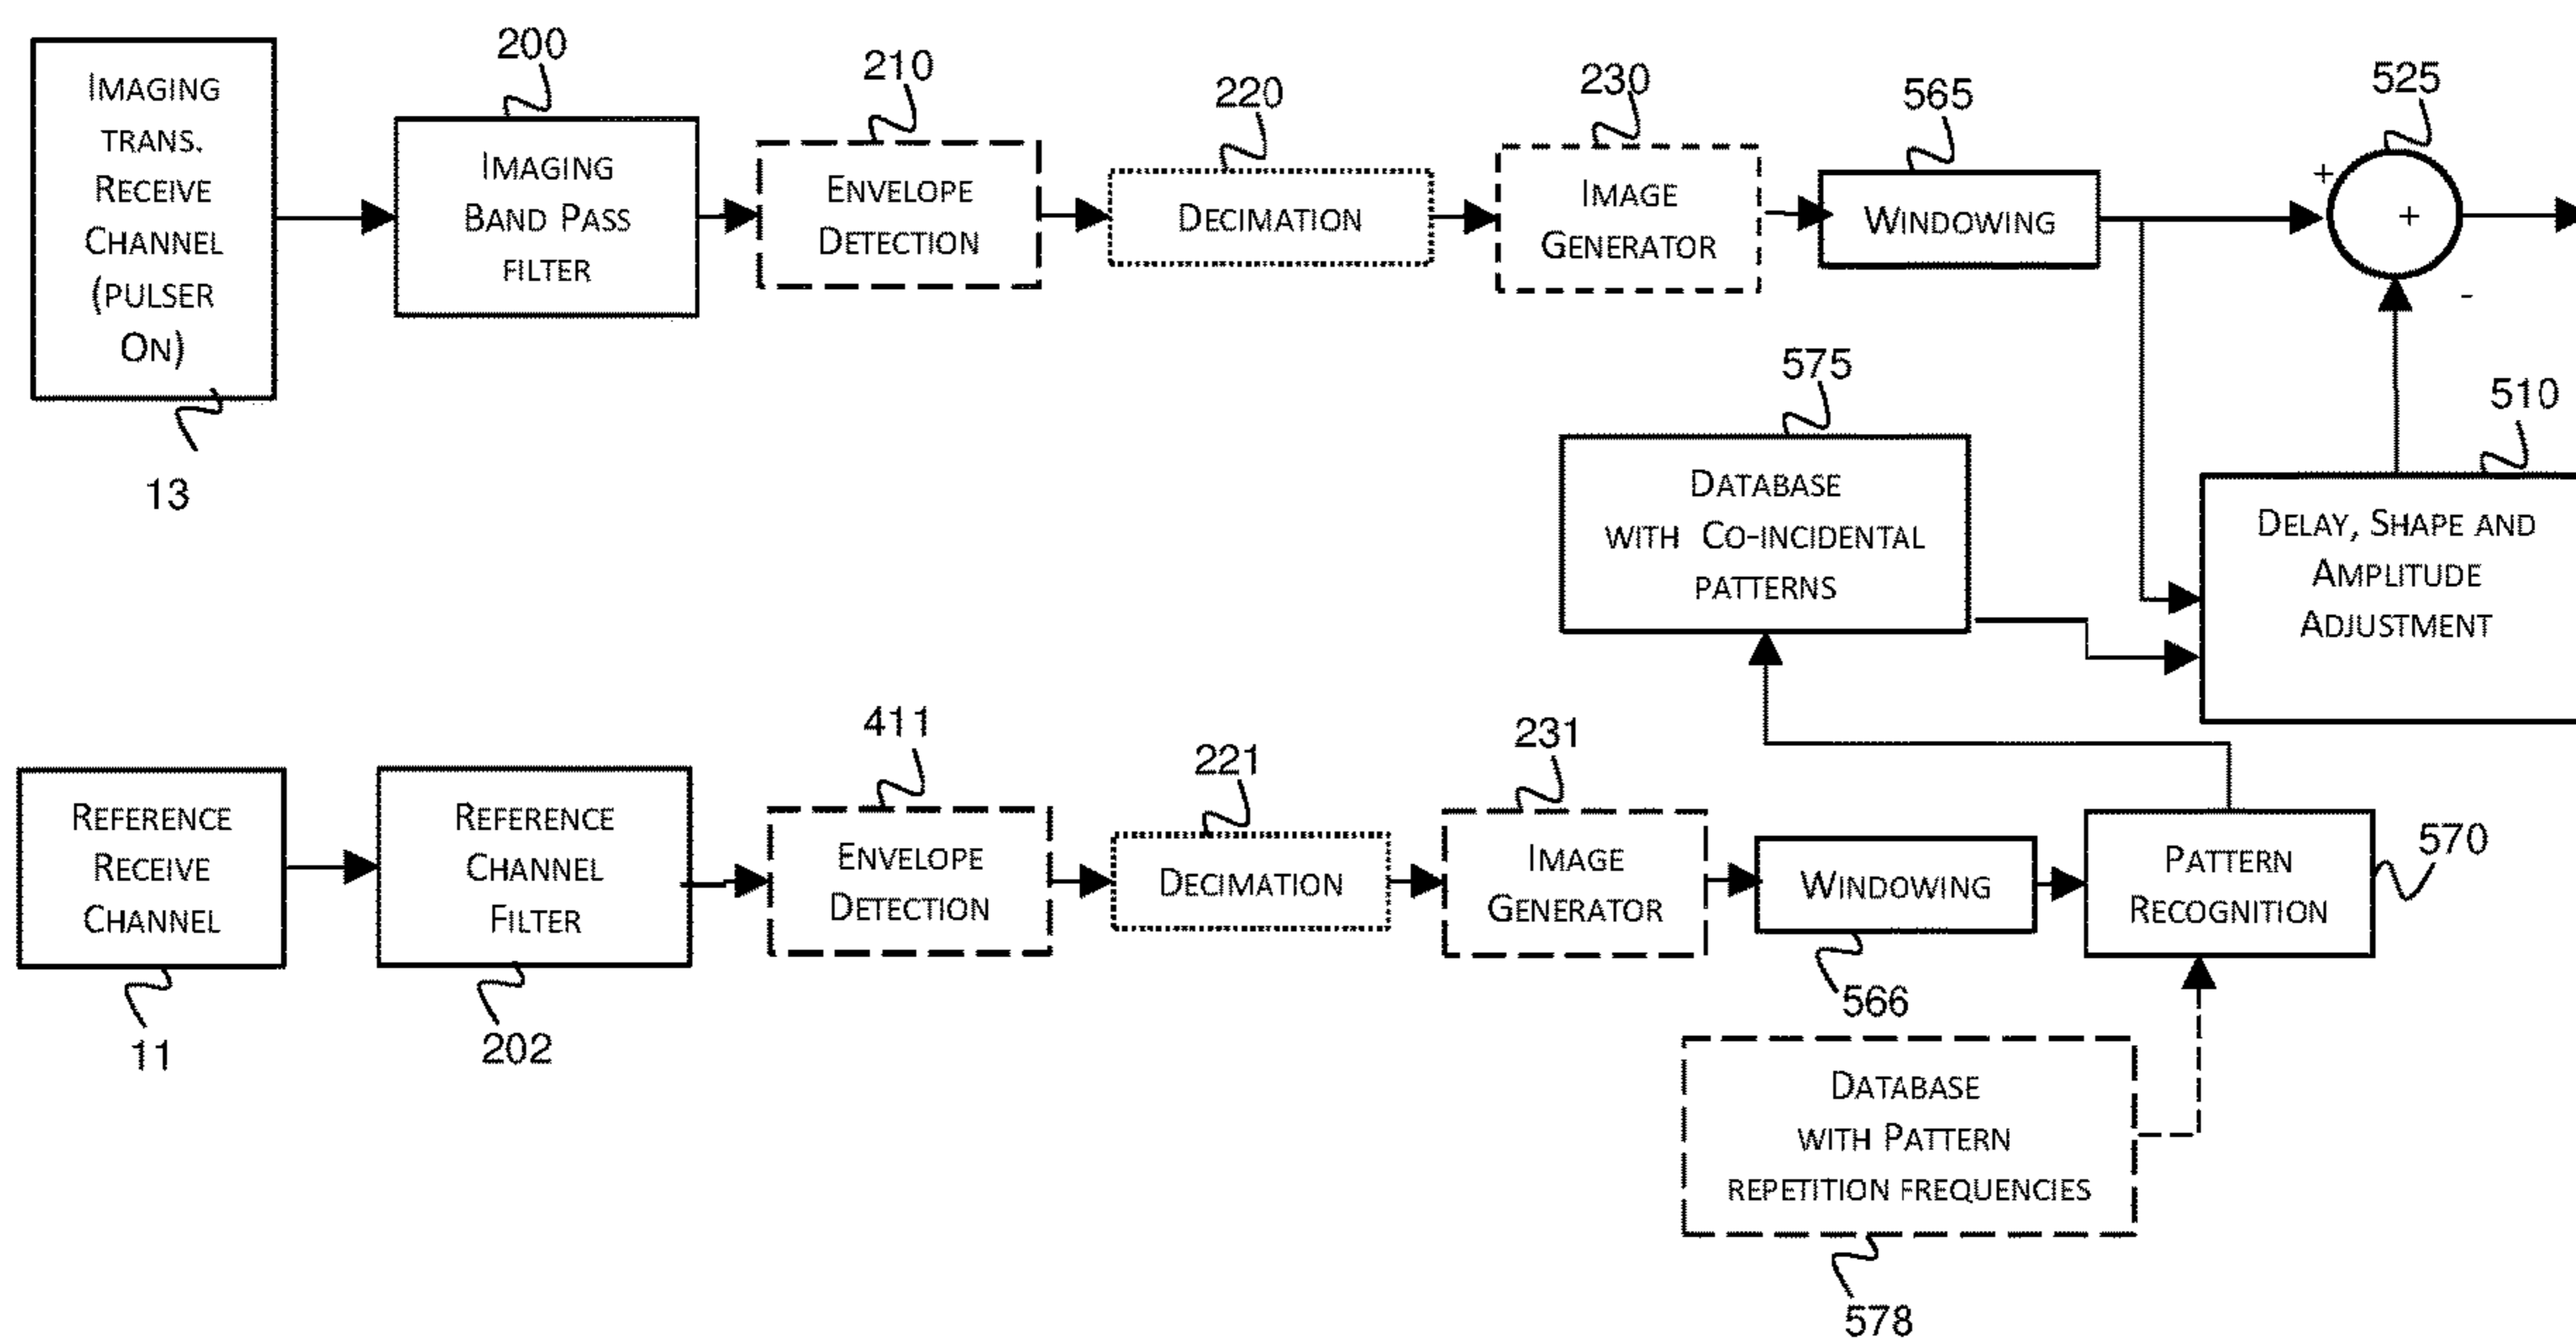 200
210
220
230
565
525
IMAGING
TRANS.
RECEIVE
CHANNEL
(PULSER
ON)
13
IMAGING
BAND PASS
FILTER
ENVELOPE
DETECTION
DECIMATION
IMAGE
GENERATOR
WINDOWING
+
+
-
575
510
DATABASE
WITH CO-INCIDENTAL
PATTERNS
DELAY, SHAPE AND
AMPLITUDE
ADJUSTMENT
411
221
231
570
REFERENCE
RECEIVE
CHANNEL
11
REFERENCE
CHANNEL
FILTER
202
ENVELOPE
DETECTION
DECIMATION
IMAGE
GENERATOR
WINDOWING
566
PATTERN
RECOGNITION
DATABASE
WITH PATTERN
REPETITION FREQUENCIES
578